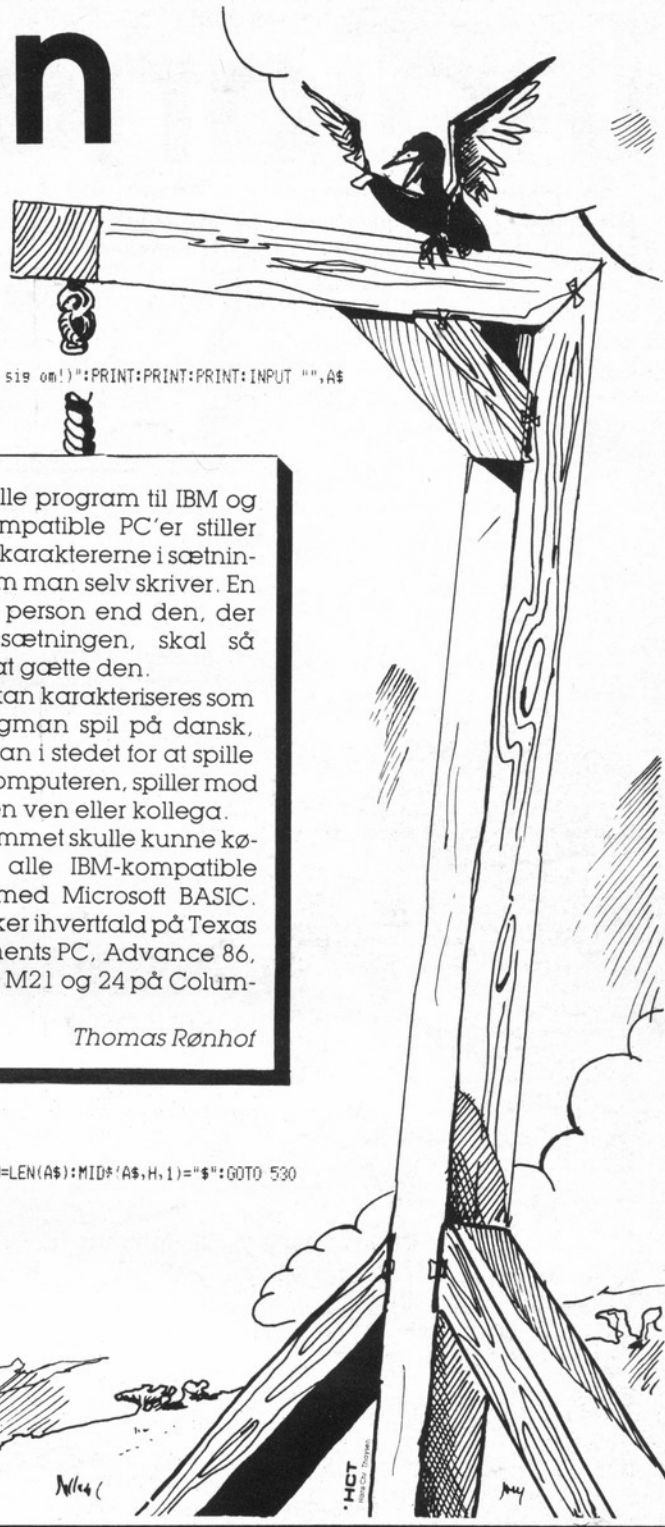 n
sig om!)":PRINT:PRINT:PRINT:INPUT "",A$
lle program til IBM og
mpatible PC'er stiller
karaktererne i sætnin-
m man selv skriver. En
person end den, der
sætningen, skal så
at gætte den.
kan karakteriseres som
gman spil på dansk,
an i stedet for at spille
omputeren, spiller mod
en ven eller kollega.
mmet skulle kunne kø-
alle IBM-kompatible
med Microsoft BASIC.
ker ihvertfald på Texas
nents PC, Advance 86,
M21 og 24 på Colum-
Thomas Rønhof
=LEN(A$):MID$(A$,H,1)="$":GOTO 530
HCT
Hans Chr. Thaysen